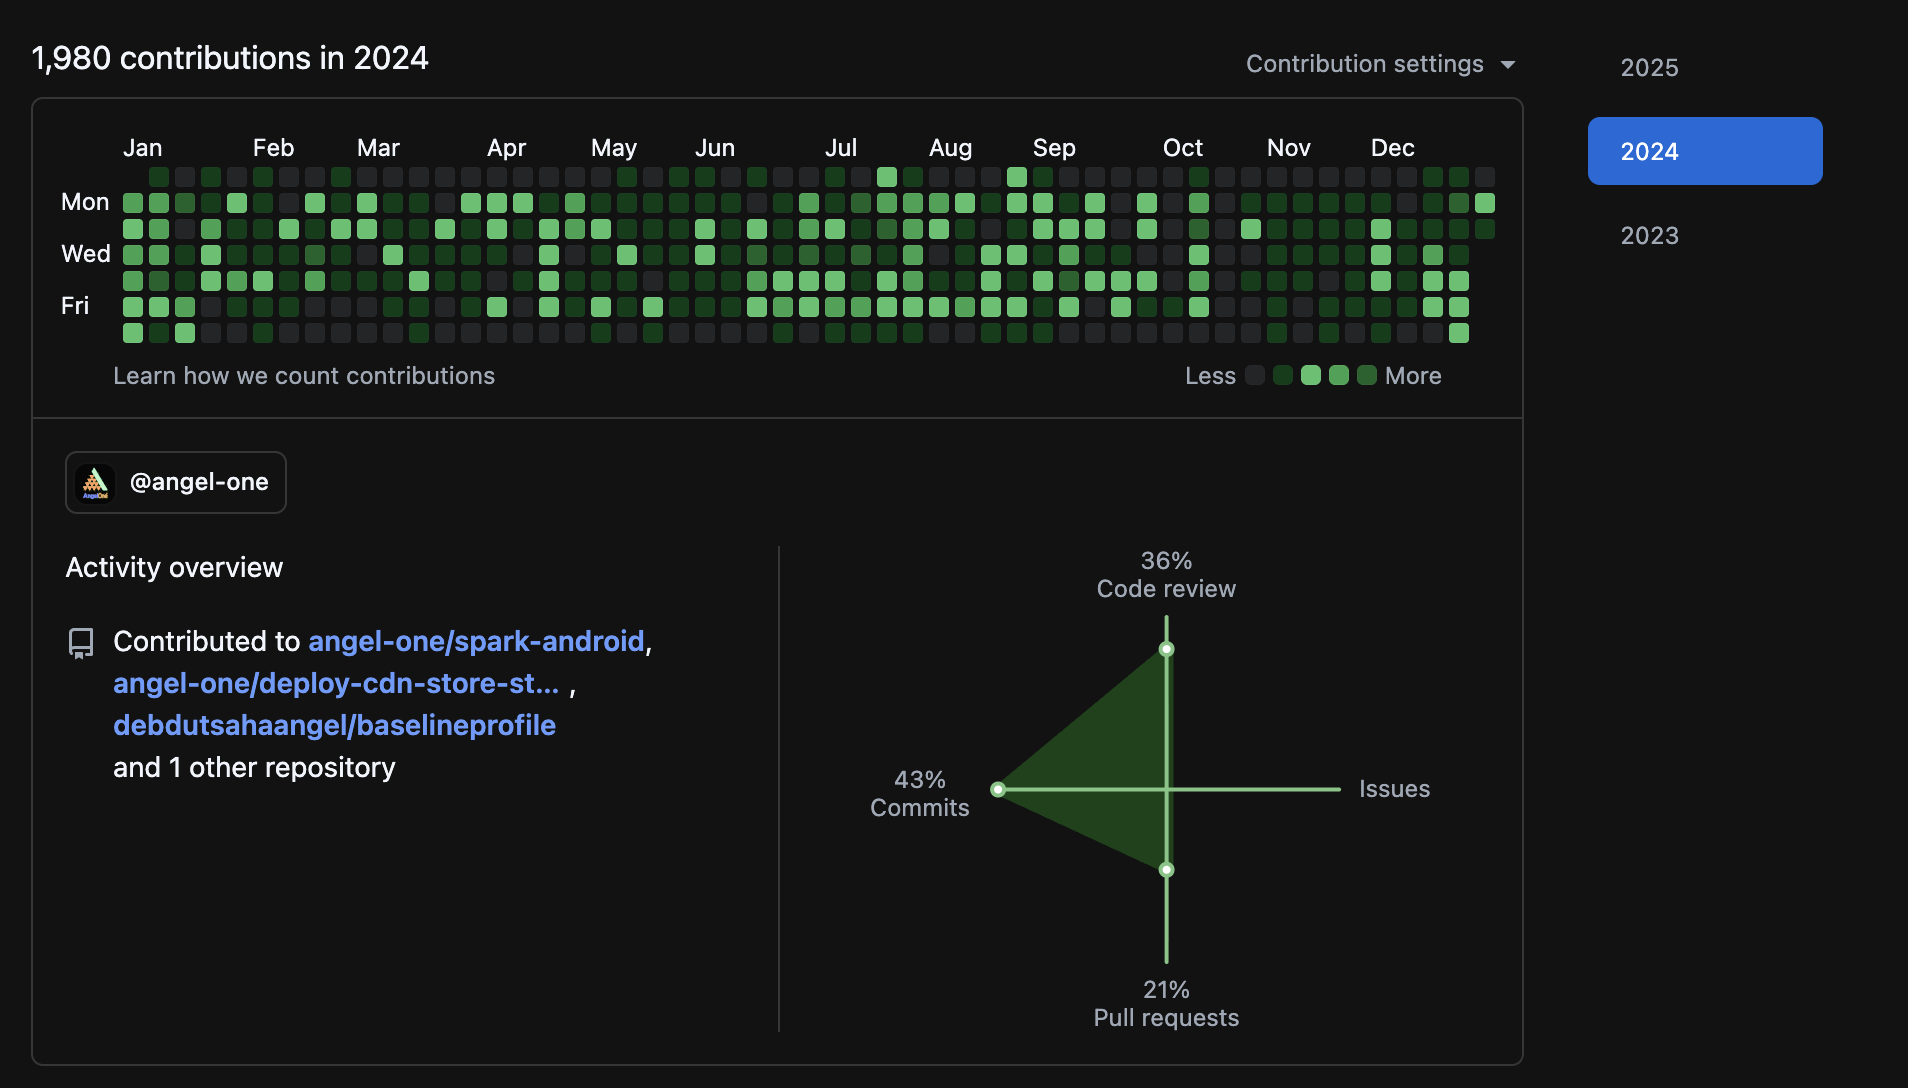 1,980 contributions in 2024
Contribution settings
2025
2024
2023
Jan Feb Mar Apr May Jun Jul Aug Sep Oct Nov Dec
Mon
Wed
Fri
Learn how we count contributions
Less More
@angel-one
Activity overview
Contributed to angel-one/spark-android,
angel-one/deploy-cdn-store-st... ,
debdutsahaangel/baselineprofile
and 1 other repository
36%
Code review
43%
Commits
Issues
21%
Pull requests
AngelOne